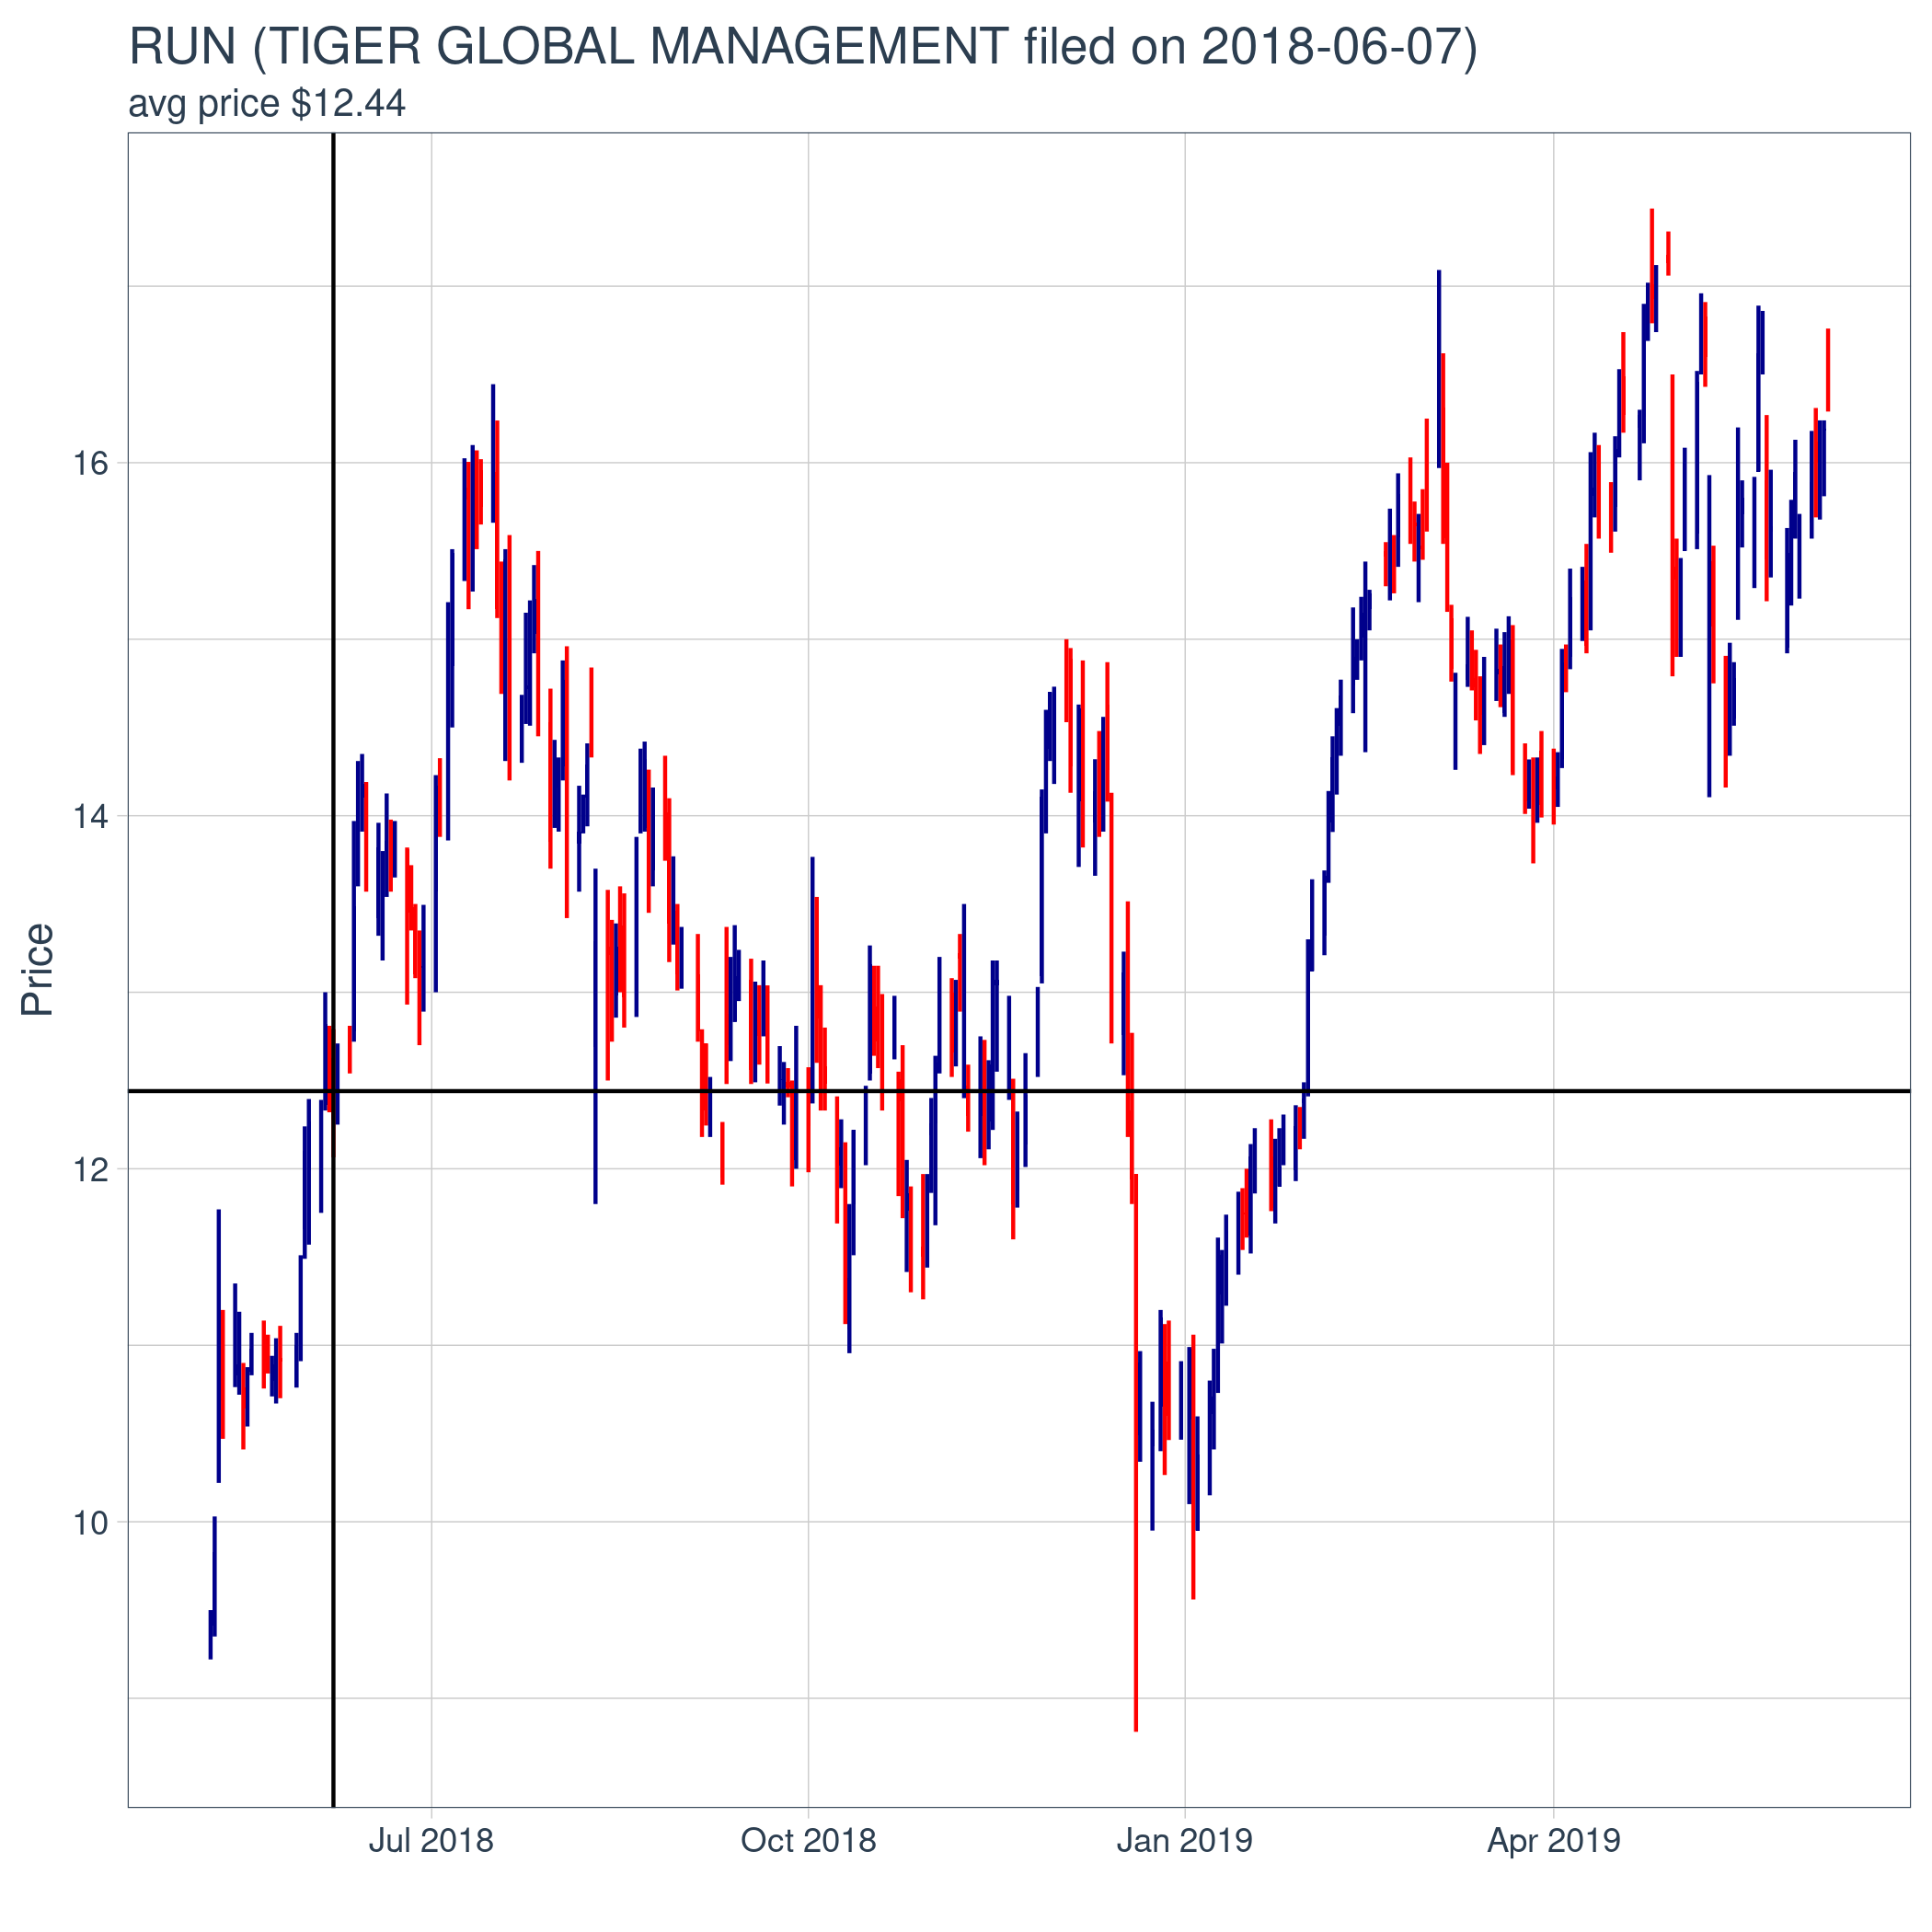 RUN (TIGER GLOBAL MANAGEMENT filed on 2018-06-07)
avg price $12.44
Price
16
14
12
10
Jul 2018
Oct 2018
Jan 2019
Apr 2019